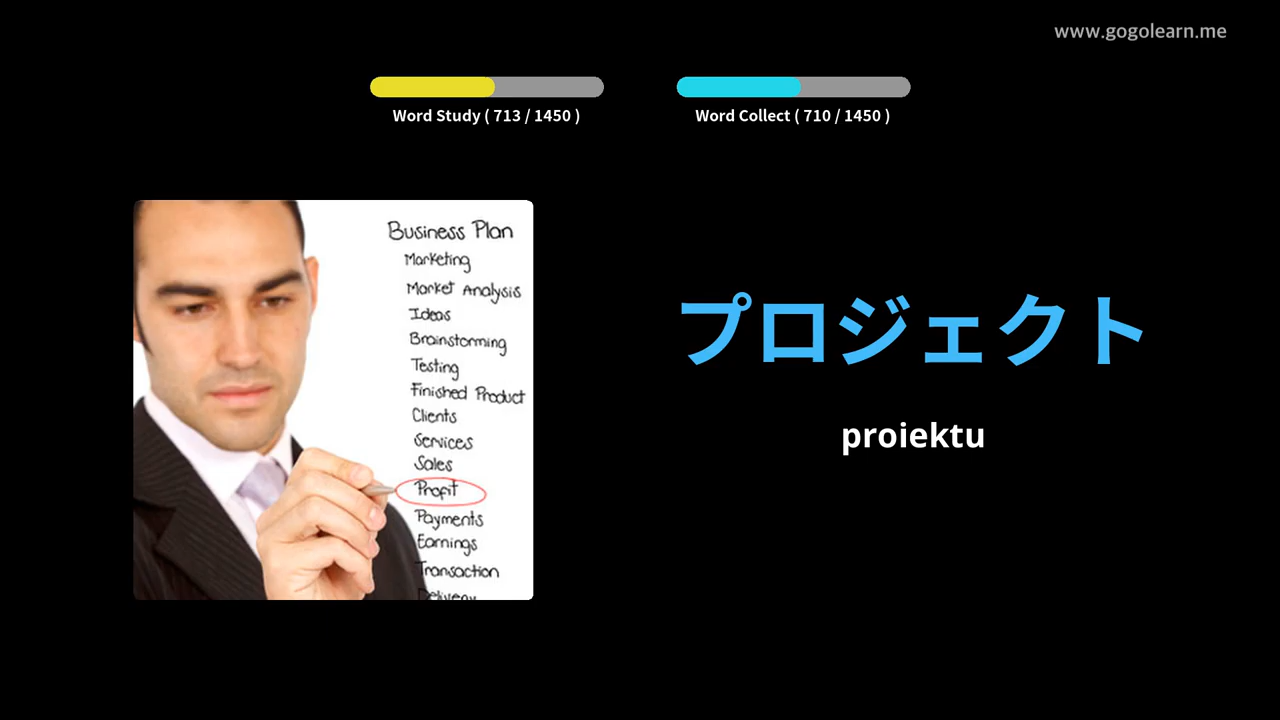 www.gogolearn.me
Word Study ( 713 / 1450 )
Word Collect ( 710 / 1450 )
Business Plan
Marketing
Market Analysis
Ideas
Brainstorming
Testing
Finished Product
Clients
Services
Sales
Profit
Payments
Earnings
Transaction
Delivery
プロジェクト
proiektu